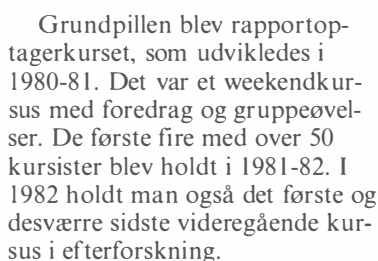 Grundpillen blev rapportop-
tagerkurset, som udvikledes i
1980-81. Det var et weekendkur-
sus med foredrag og gruppeøvel-
ser. De første fire med over 50
kursister blev holdt i 1981-82. I
1982 holdt man også det første og
desværre sidste videregående kur-
sus i efterforskning.